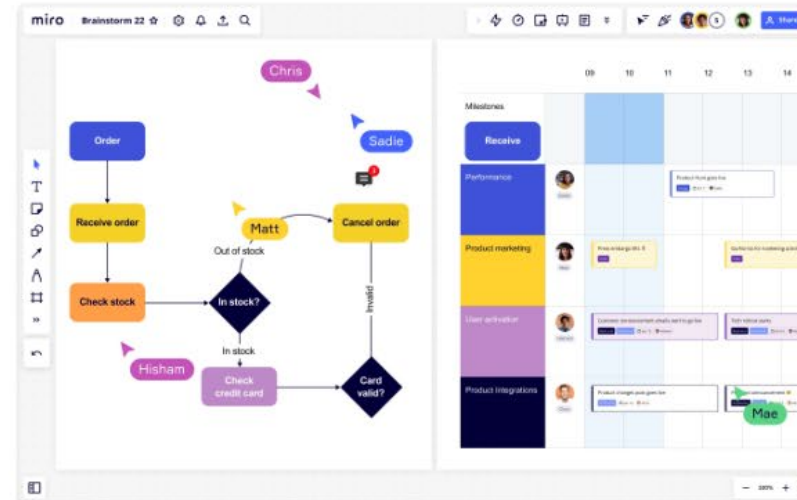 miro Brainstorm 22
Share
Chris
Sadie
Order
Receive order
Matt
Cancel order
Out of stock
Check stock
In stock?
Invalid
In stock
Hisham
Check
credit card
Card
valid?
09 10 11 12 13 14
Milestones
Receive
Performance
Product marketing
User activation
Product Integrations
Mae